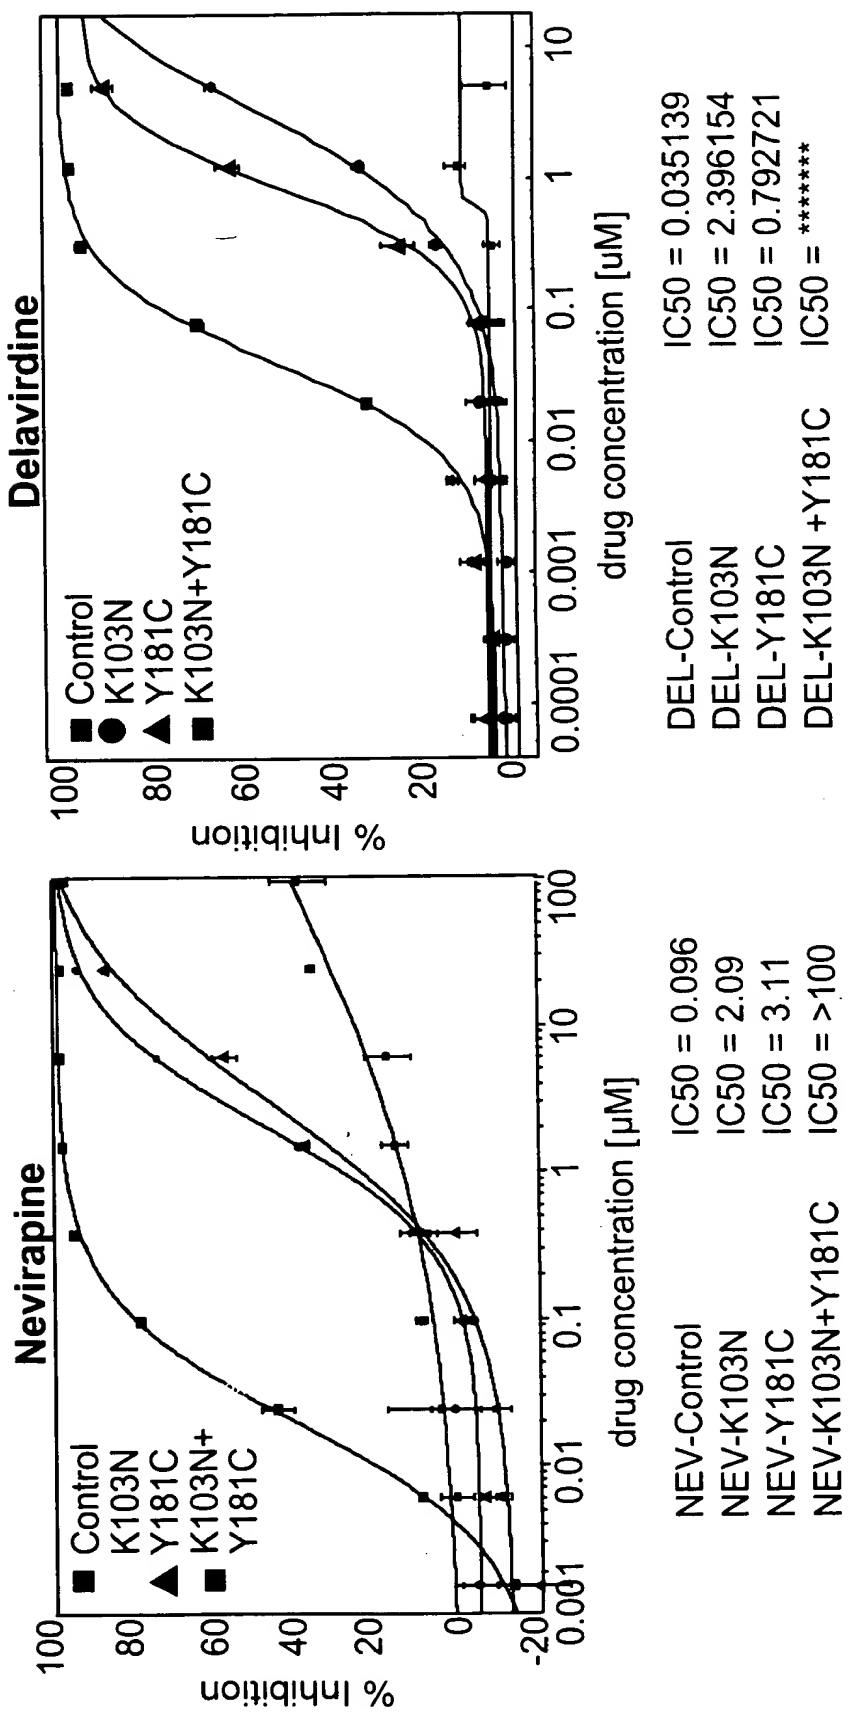 Nevirapine
% Inhibition
100
80
60
40
20
0
-20
Control
K103N
Y181C
K103N+
Y181C
0.001
0.01
0.1
1
10
100
drug concentration [µM]
NEV-Control IC50 = 0.096
NEV-K103N IC50 = 2.09
NEV-Y181C IC50 = 3.11
NEV-K103N+Y181C IC50 = >100
Delavirdine
% Inhibition
100
80
60
40
20
0
Control
K103N
Y181C
K103N+Y181C
0.0001
0.001
0.01
0.1
1
10
drug concentration [uM]
DEL-Control IC50 = 0.035139
DEL-K103N IC50 = 2.396154
DEL-Y181C IC50 = 0.792721
DEL-K103N +Y181C IC50 = ********